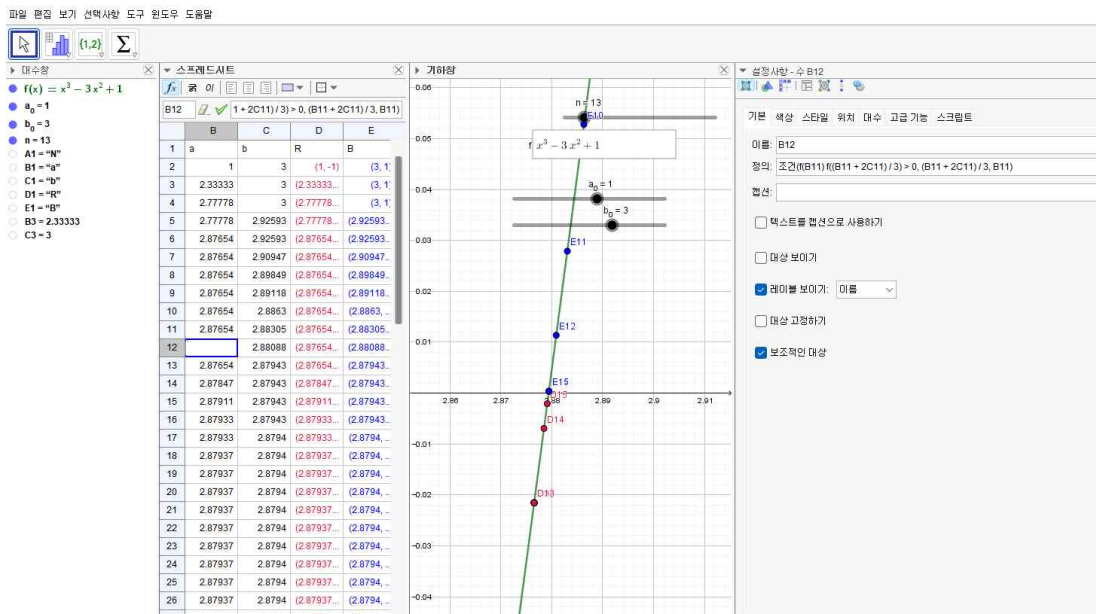 파일 편집 보기 선택사항 도구 윈도우 도움말
{1,2} Σ
대수창
f(x) = x³ − 3 x² + 1
a₀ = 1
b₀ = 3
n = 13
A1 = “N”
B1 = “a”
C1 = “b”
D1 = “R”
E1 = “B”
B3 = 2.33333
C3 = 3
스프레드시트
fx 굵 이
B12 1 + 2C11) / 3) > 0, (B11 + 2C11) / 3, B11)
B C D E
1 a b R B
2 1 3 (1, -1) (3, 1)
3 2.33333 3 (2.33333... (3, 1)
4 2.77778 3 (2.77778... (3, 1)
5 2.77778 2.92593 (2.77778... (2.92593...
6 2.87654 2.92593 (2.87654... (2.92593...
7 2.87654 2.90947 (2.87654... (2.90947...
8 2.87654 2.89849 (2.87654... (2.89849...
9 2.87654 2.89118 (2.87654... (2.89118...
10 2.87654 2.8863 (2.87654... (2.8863, ..
11 2.87654 2.88305 (2.87654... (2.88305...
12 2.88088 (2.87654... (2.88088...
13 2.87654 2.87943 (2.87654... (2.87943...
14 2.87847 2.87943 (2.87847... (2.87943...
15 2.87911 2.87943 (2.87911... (2.87943...
16 2.87933 2.87943 (2.87933... (2.87943...
17 2.87933 2.8794 (2.87933... (2.8794, ..
18 2.87937 2.8794 (2.87937... (2.8794, ..
19 2.87937 2.8794 (2.87937... (2.8794, ..
20 2.87937 2.8794 (2.87937... (2.8794, ..
21 2.87937 2.8794 (2.87937... (2.8794, ..
22 2.87937 2.8794 (2.87937... (2.8794, ..
23 2.87937 2.8794 (2.87937... (2.8794, ..
24 2.87937 2.8794 (2.87937... (2.8794, ..
25 2.87937 2.8794 (2.87937... (2.8794, ..
26 2.87937 2.8794 (2.87937... (2.8794, ..
기하창
0.06
n = 13
E10
0.05
f x³ − 3 x² + 1
0.04
a₀ = 1
b₀ = 3
0.03
E11
0.02
E12
0.01
E15
D15
2.86 2.87 2.88 2.89 2.9 2.91
D14
-0.01
-0.02
D13
-0.03
-0.04
설정사항 - 수 B12
기본 색상 스타일 위치 대수 고급 기능 스크립트
이름: B12
정의: 조건(f(B11) f((B11 + 2C11) / 3) > 0, (B11 + 2C11) / 3, B11)
캡션:
텍스트를 캡션으로 사용하기
대상 보이기
레이블 보이기: 이름
대상 고정하기
보조적인 대상